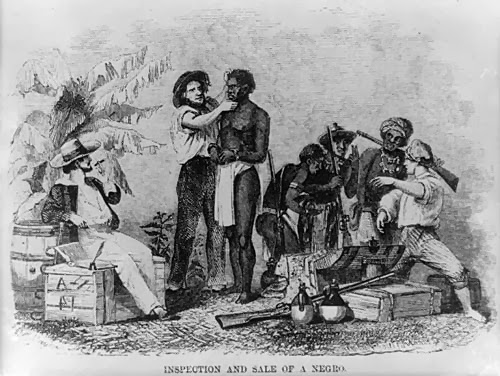 INSPECTION AND SALE OF A NEGRO.